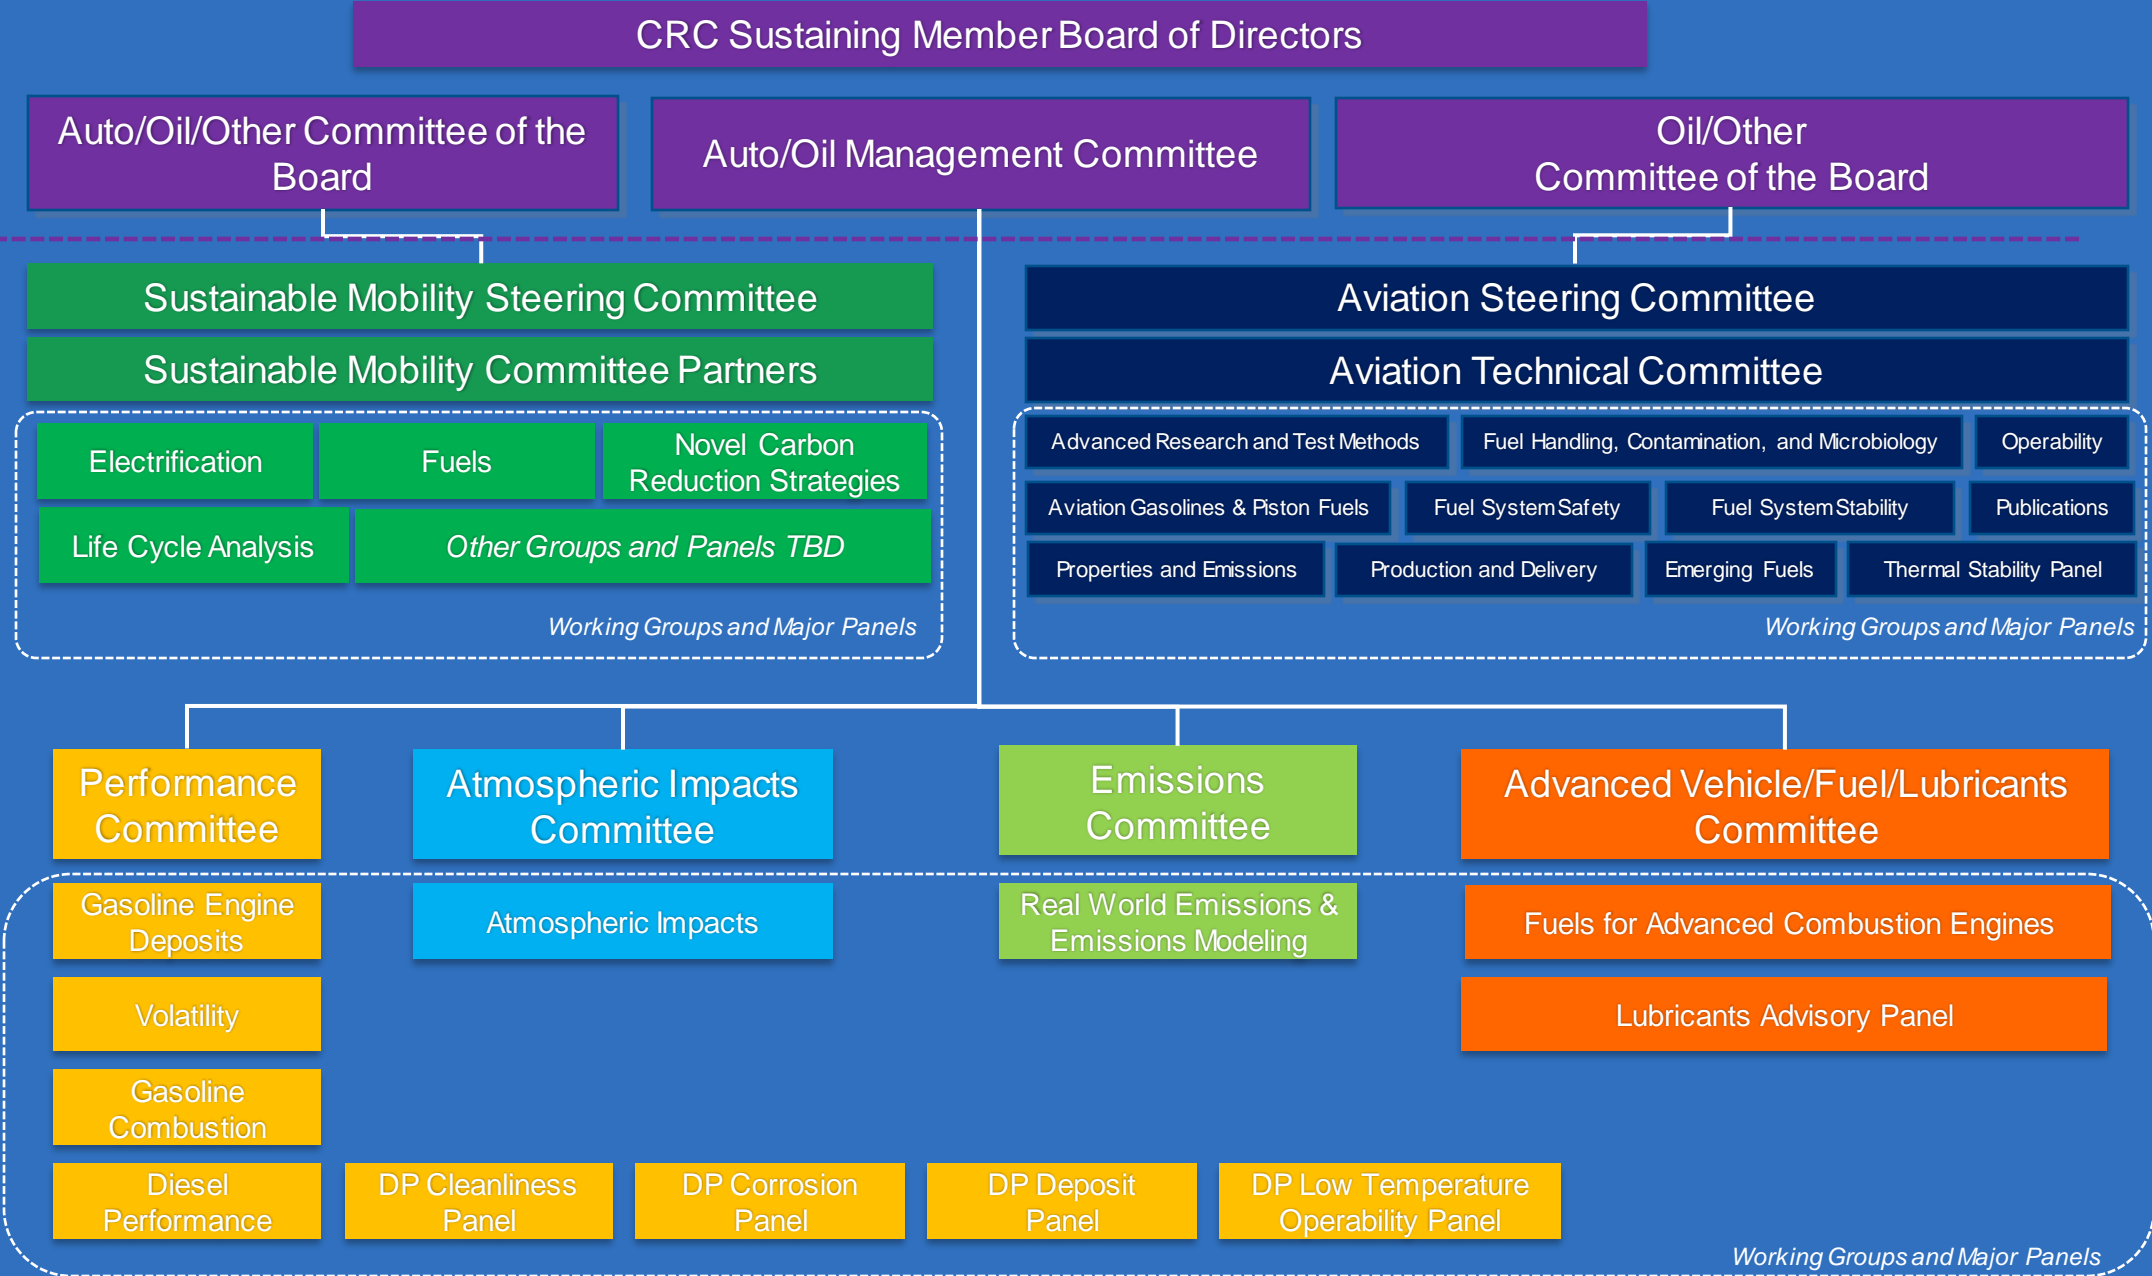 CRC Sustaining Member Board of Directors
Auto/Oil/Other Committee of the
Board
Auto/Oil Management Committee
Oil/Other
Committee of the Board
Sustainable Mobility Steering Committee
Sustainable Mobility Committee Partners
Electrification
Fuels
Novel Carbon
Reduction Strategies
Life Cycle Analysis
Other Groups and Panels TBD
Working Groups and Major Panels
Aviation Steering Committee
Aviation Technical Committee
Advanced Research and Test Methods
Fuel Handling, Contamination, and Microbiology
Operability
Aviation Gasolines & Piston Fuels
Fuel System Safety
Fuel System Stability
Publications
Properties and Emissions
Production and Delivery
Emerging Fuels
Thermal Stability Panel
Working Groups and Major Panels
Performance
Committee
Atmospheric Impacts
Committee
Emissions
Committee
Advanced Vehicle/Fuel/Lubricants
Committee
Gasoline Engine
Deposits
Atmospheric Impacts
Real World Emissions &
Emissions Modeling
Fuels for Advanced Combustion Engines
Volatility
Lubricants Advisory Panel
Gasoline
Combustion
Diesel
Performance
DP Cleanliness
Panel
DP Corrosion
Panel
DP Deposit
Panel
DP Low Temperature
Operability Panel
Working Groups and Major Panels